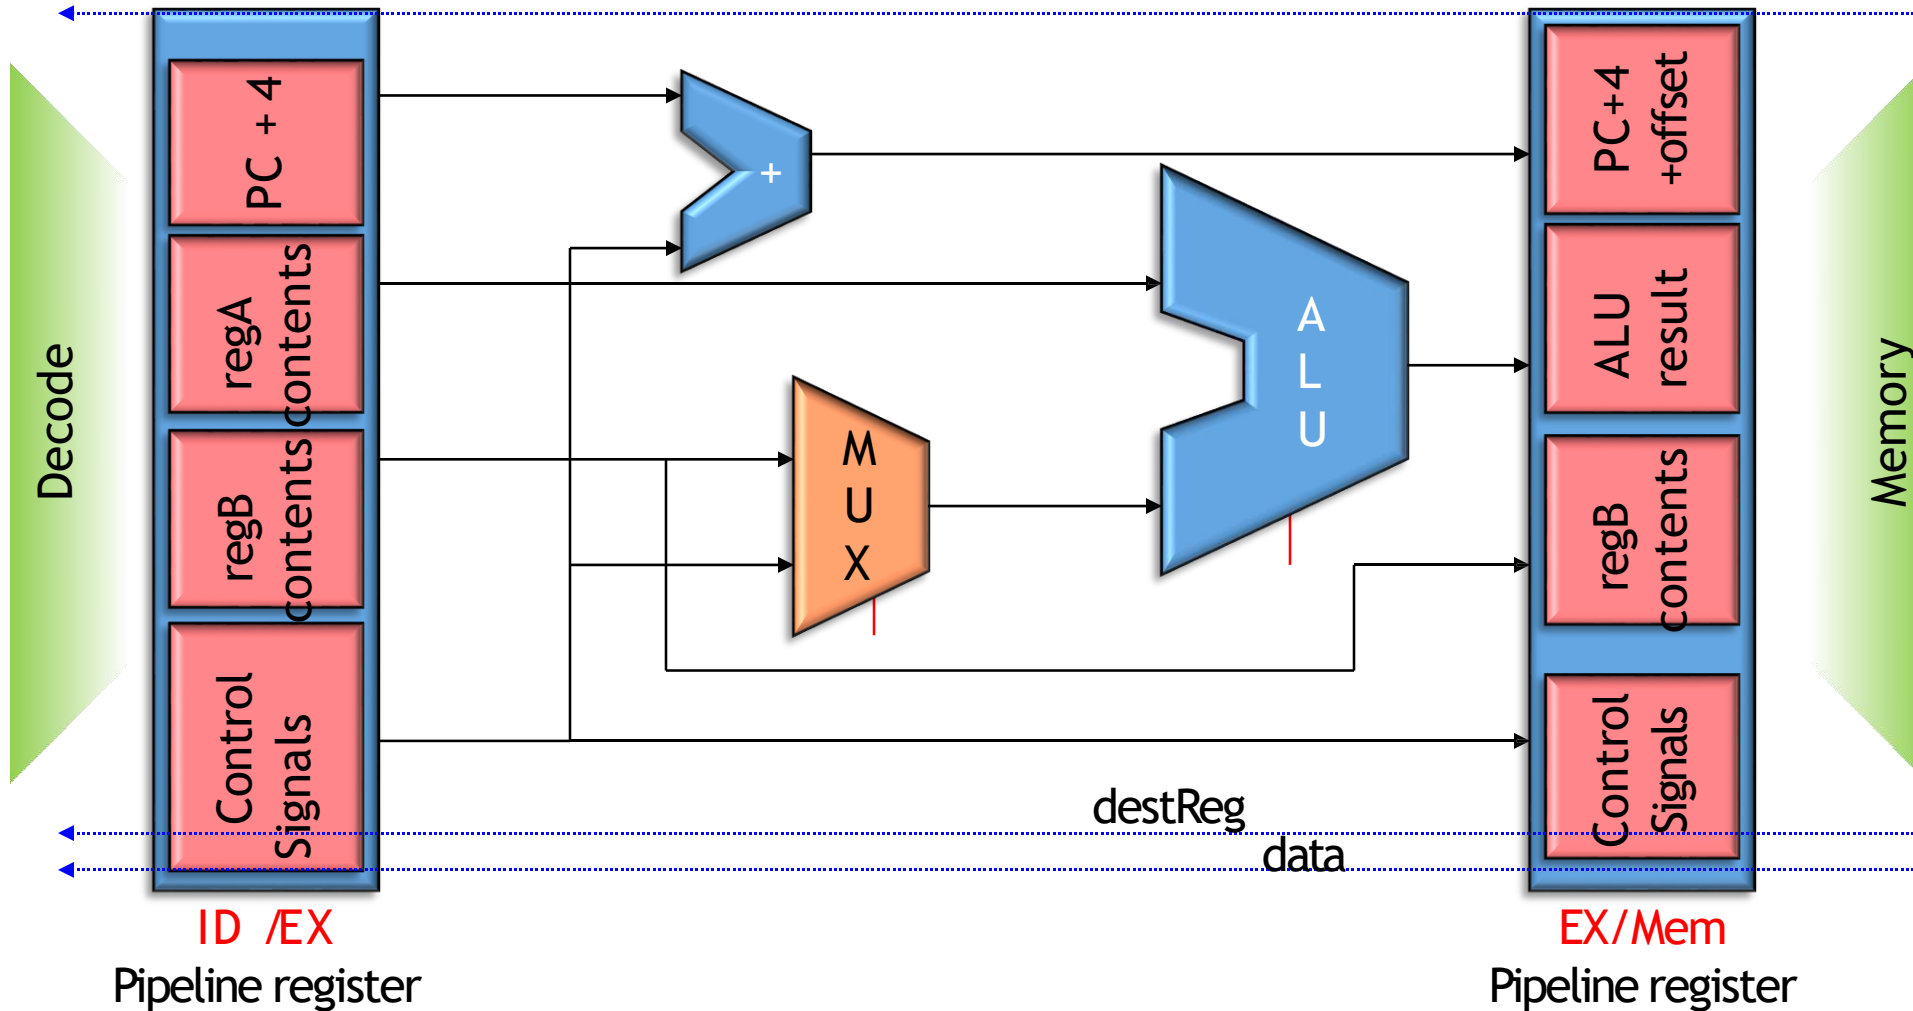 Decode
PC + 4
regA
contents
regB
contents
Control
Signals
ID /EX
Pipeline register
+
M
U
X
A
L
U
destReg
data
PC+4
+offset
ALU
result
regB
contents
Control
Signals
EX/Mem
Pipeline register
Memory